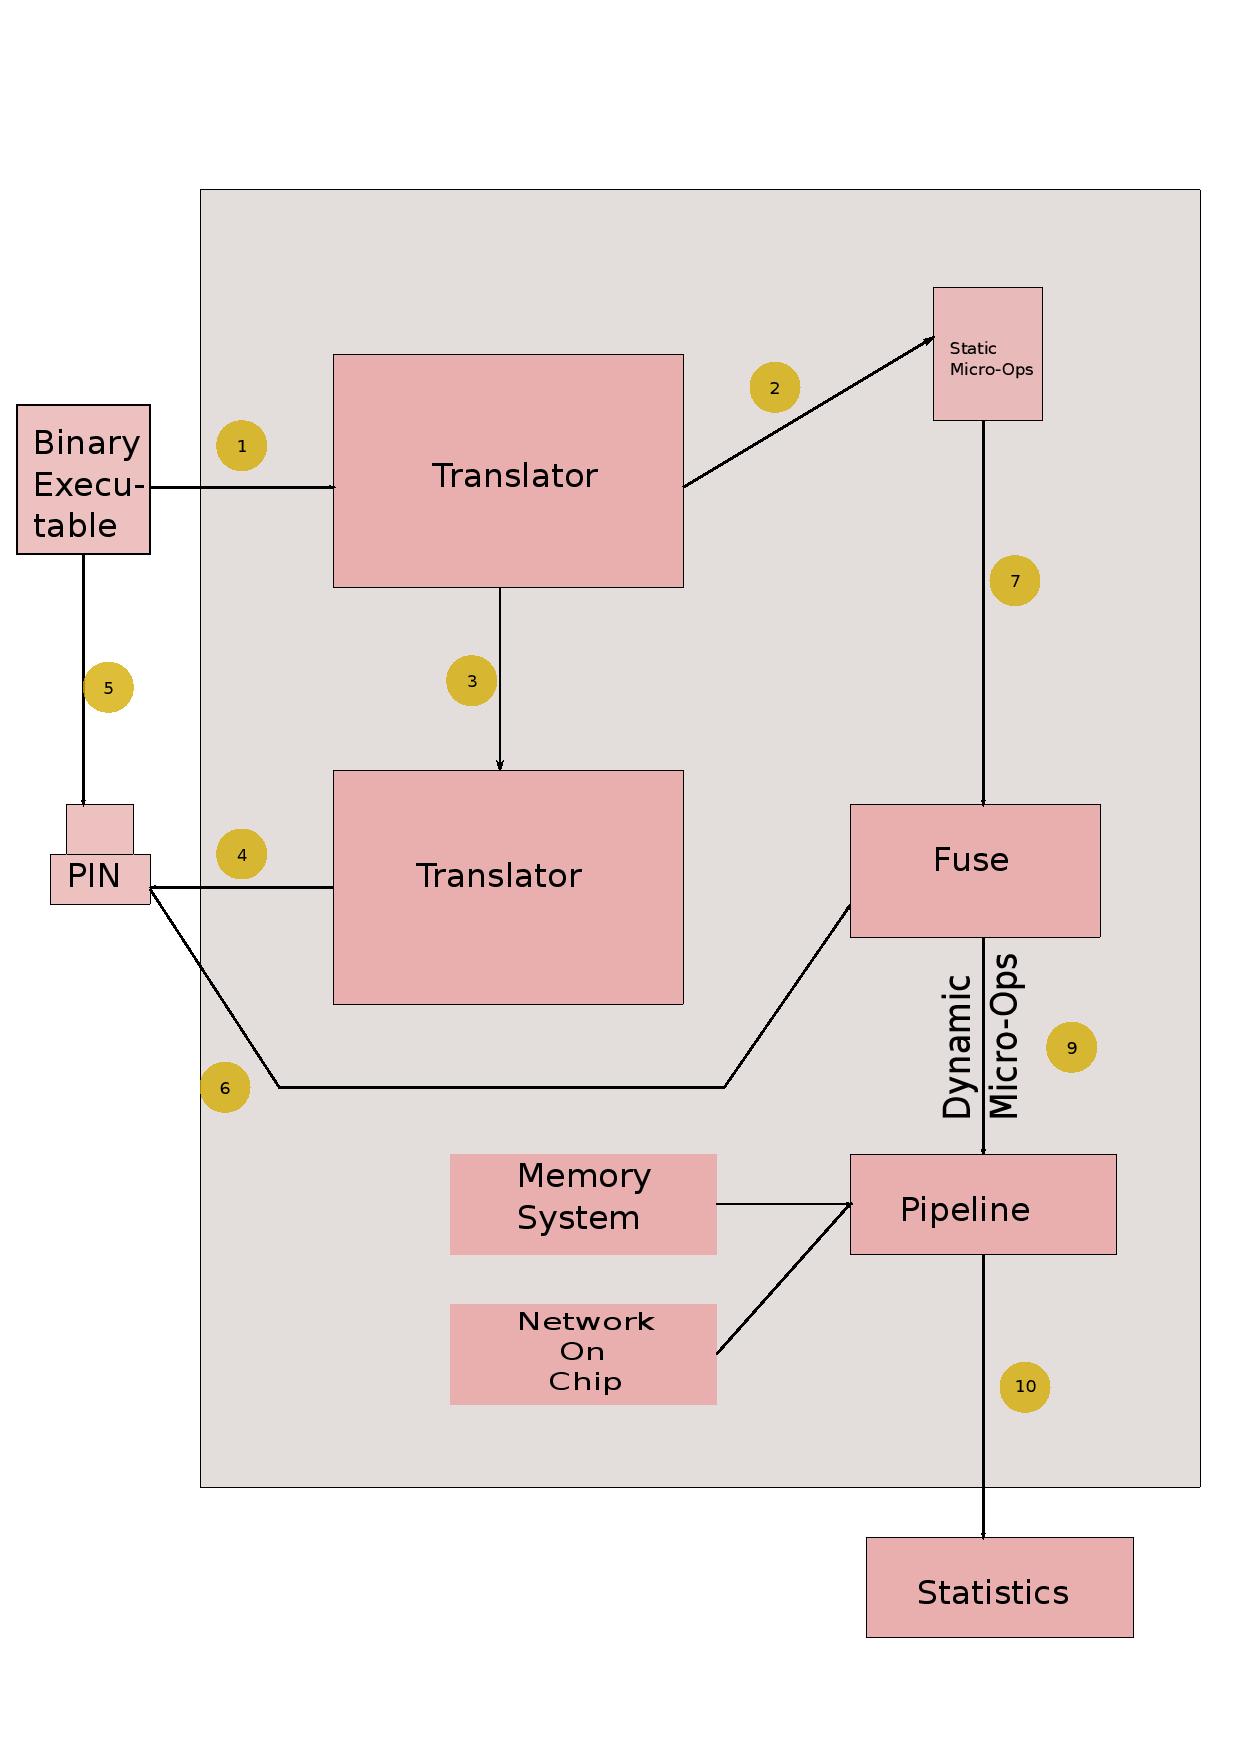 Static
Micro-Ops
2
Binary
Execu-
table
1
Translator
7
3
5
4
PIN
Translator
Fuse
6
Dynamic
Micro-Ops
9
Memory
System
Pipeline
Network
On
Chip
10
Statistics